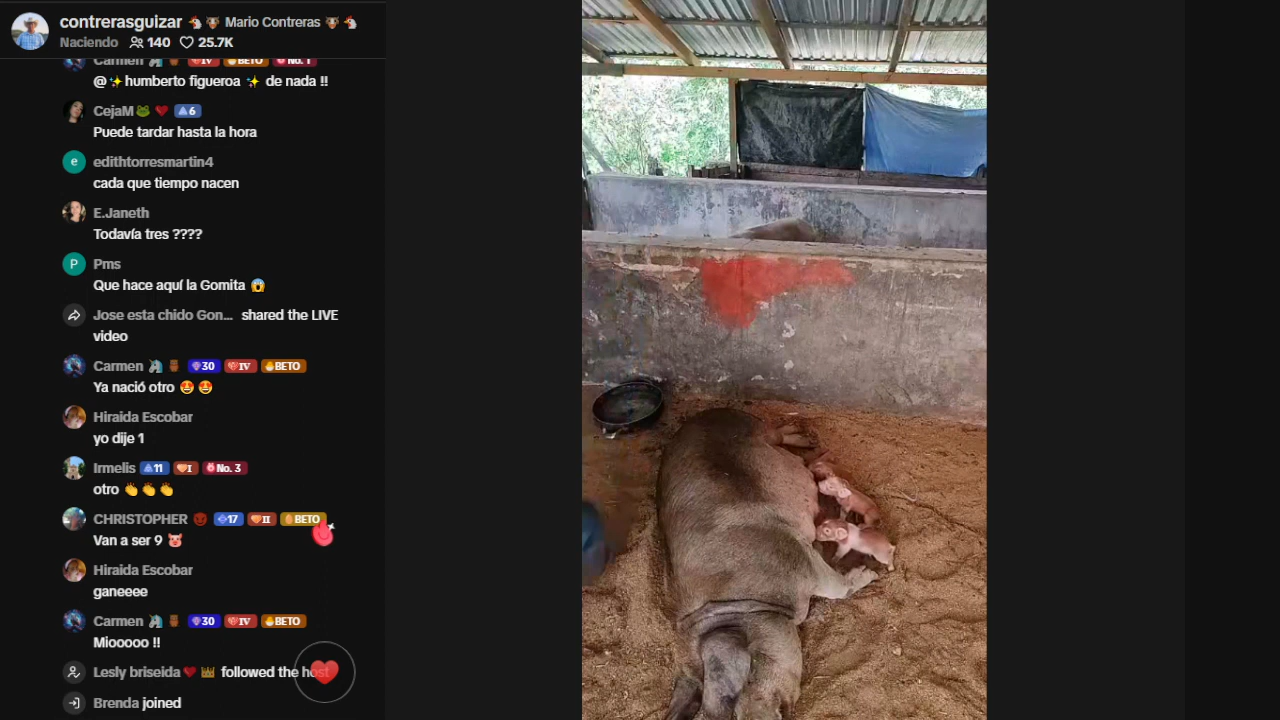 contrerasguizar 🐔 🐮 Mario Contreras 🐮 🐔
Naciendo 140 25.7K
Carmen 🦄 IV BETO No. 1
@✨humberto figueroa ✨ de nada !!
CejaM🐸 ❤️ 6
Puede tardar hasta la hora
e edithtorresmartin4
cada que tiempo nacen
E.Janeth
Todavía tres ????
P Pms
Que hace aquí la Gomita 😱
Jose esta chido Gon... shared the LIVE
video
Carmen 🦄 30 IV BETO
Ya nació otro 🤩 🤩
Hiraida Escobar
yo dije 1
Irmelis 11 I No. 3
otro 👏 👏 👏
CHRISTOPHER 😈 17 II BETO
Van a ser 9 🐷
Hiraida Escobar
ganeeee
Carmen 🦄 30 IV BETO
Miooooo !!
Lesly briseida❤️ 👑 followed the host
Brenda joined